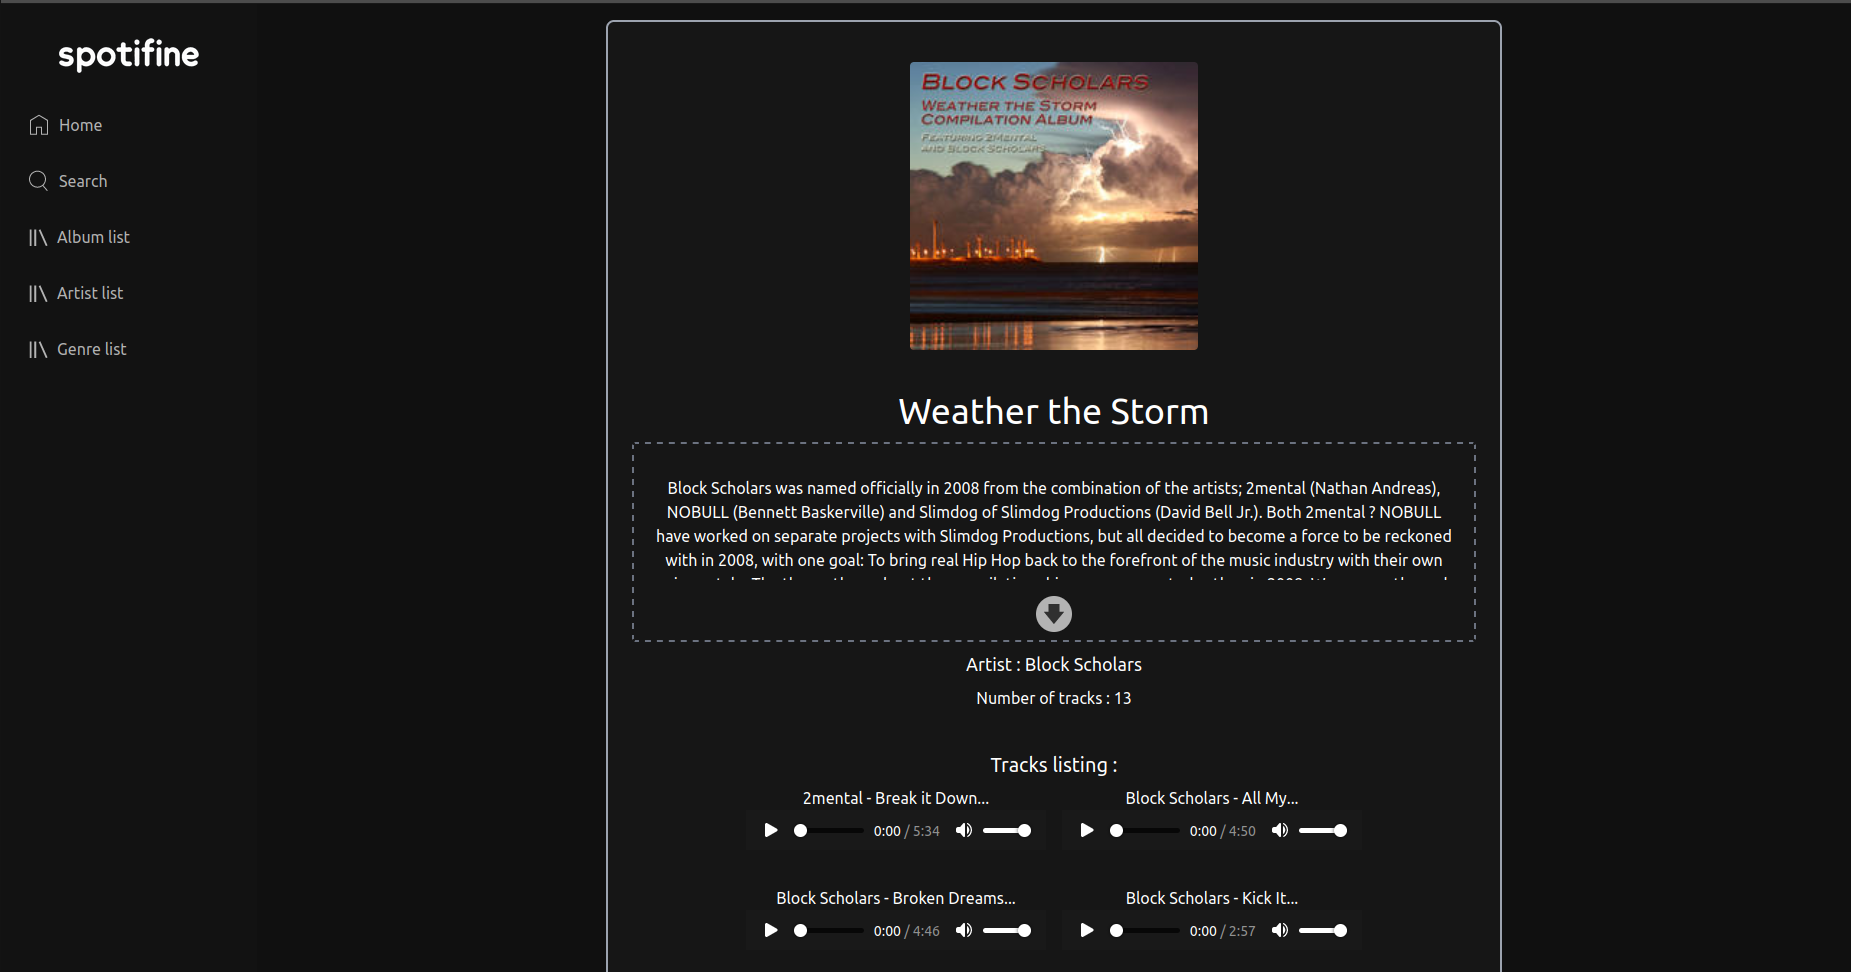 spotifine
Home
Search
Album list
Artist list
Genre list
BLOCK SCHOLARS
WEATHER THE STORM
COMPILATION ALBUM
FEATURING 2MENTAL
AND BLOCK SCHOLARS
Weather the Storm
Block Scholars was named officially in 2008 from the combination of the artists; 2mental (Nathan Andreas),
NOBULL (Bennett Baskerville) and Slimdog of Slimdog Productions (David Bell Jr.). Both 2mental ? NOBULL
have worked on separate projects with Slimdog Productions, but all decided to become a force to be reckoned
with in 2008, with one goal: To bring real Hip Hop back to the forefront of the music industry with their own
Artist : Block Scholars
Number of tracks : 13
Tracks listing :
2mental - Break it Down...
0:00 / 5:34
Block Scholars - All My...
0:00 / 4:50
Block Scholars - Broken Dreams...
0:00 / 4:46
Block Scholars - Kick It...
0:00 / 2:57